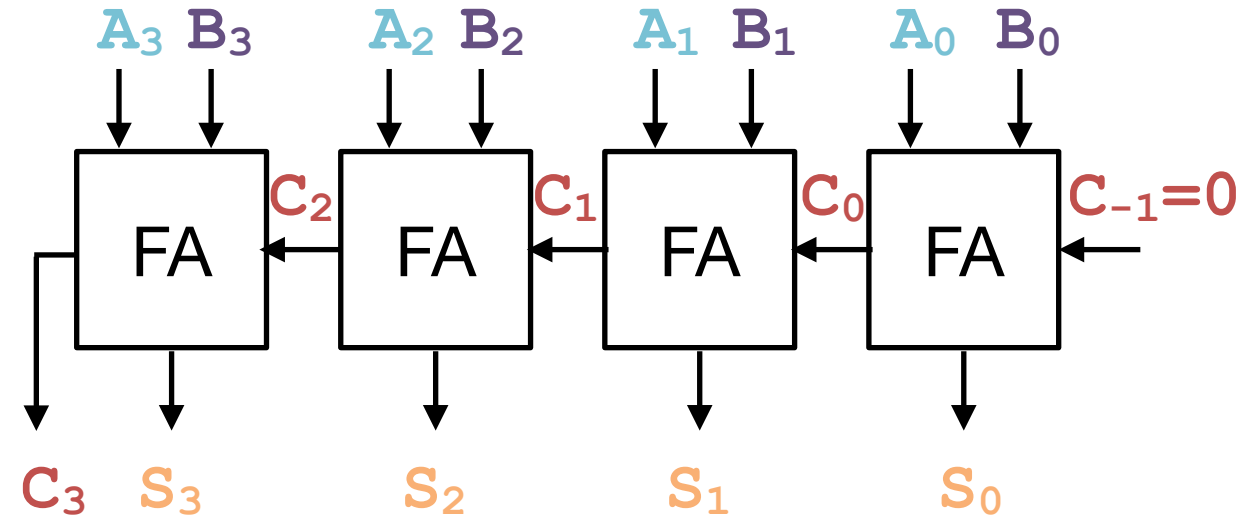 A₃ B₃ A₂ B₂ A₁ B₁ A₀ B₀
C₂ C₁ C₀ C₋₁=0
FA FA FA FA
C₃ S₃ S₂ S₁ S₀